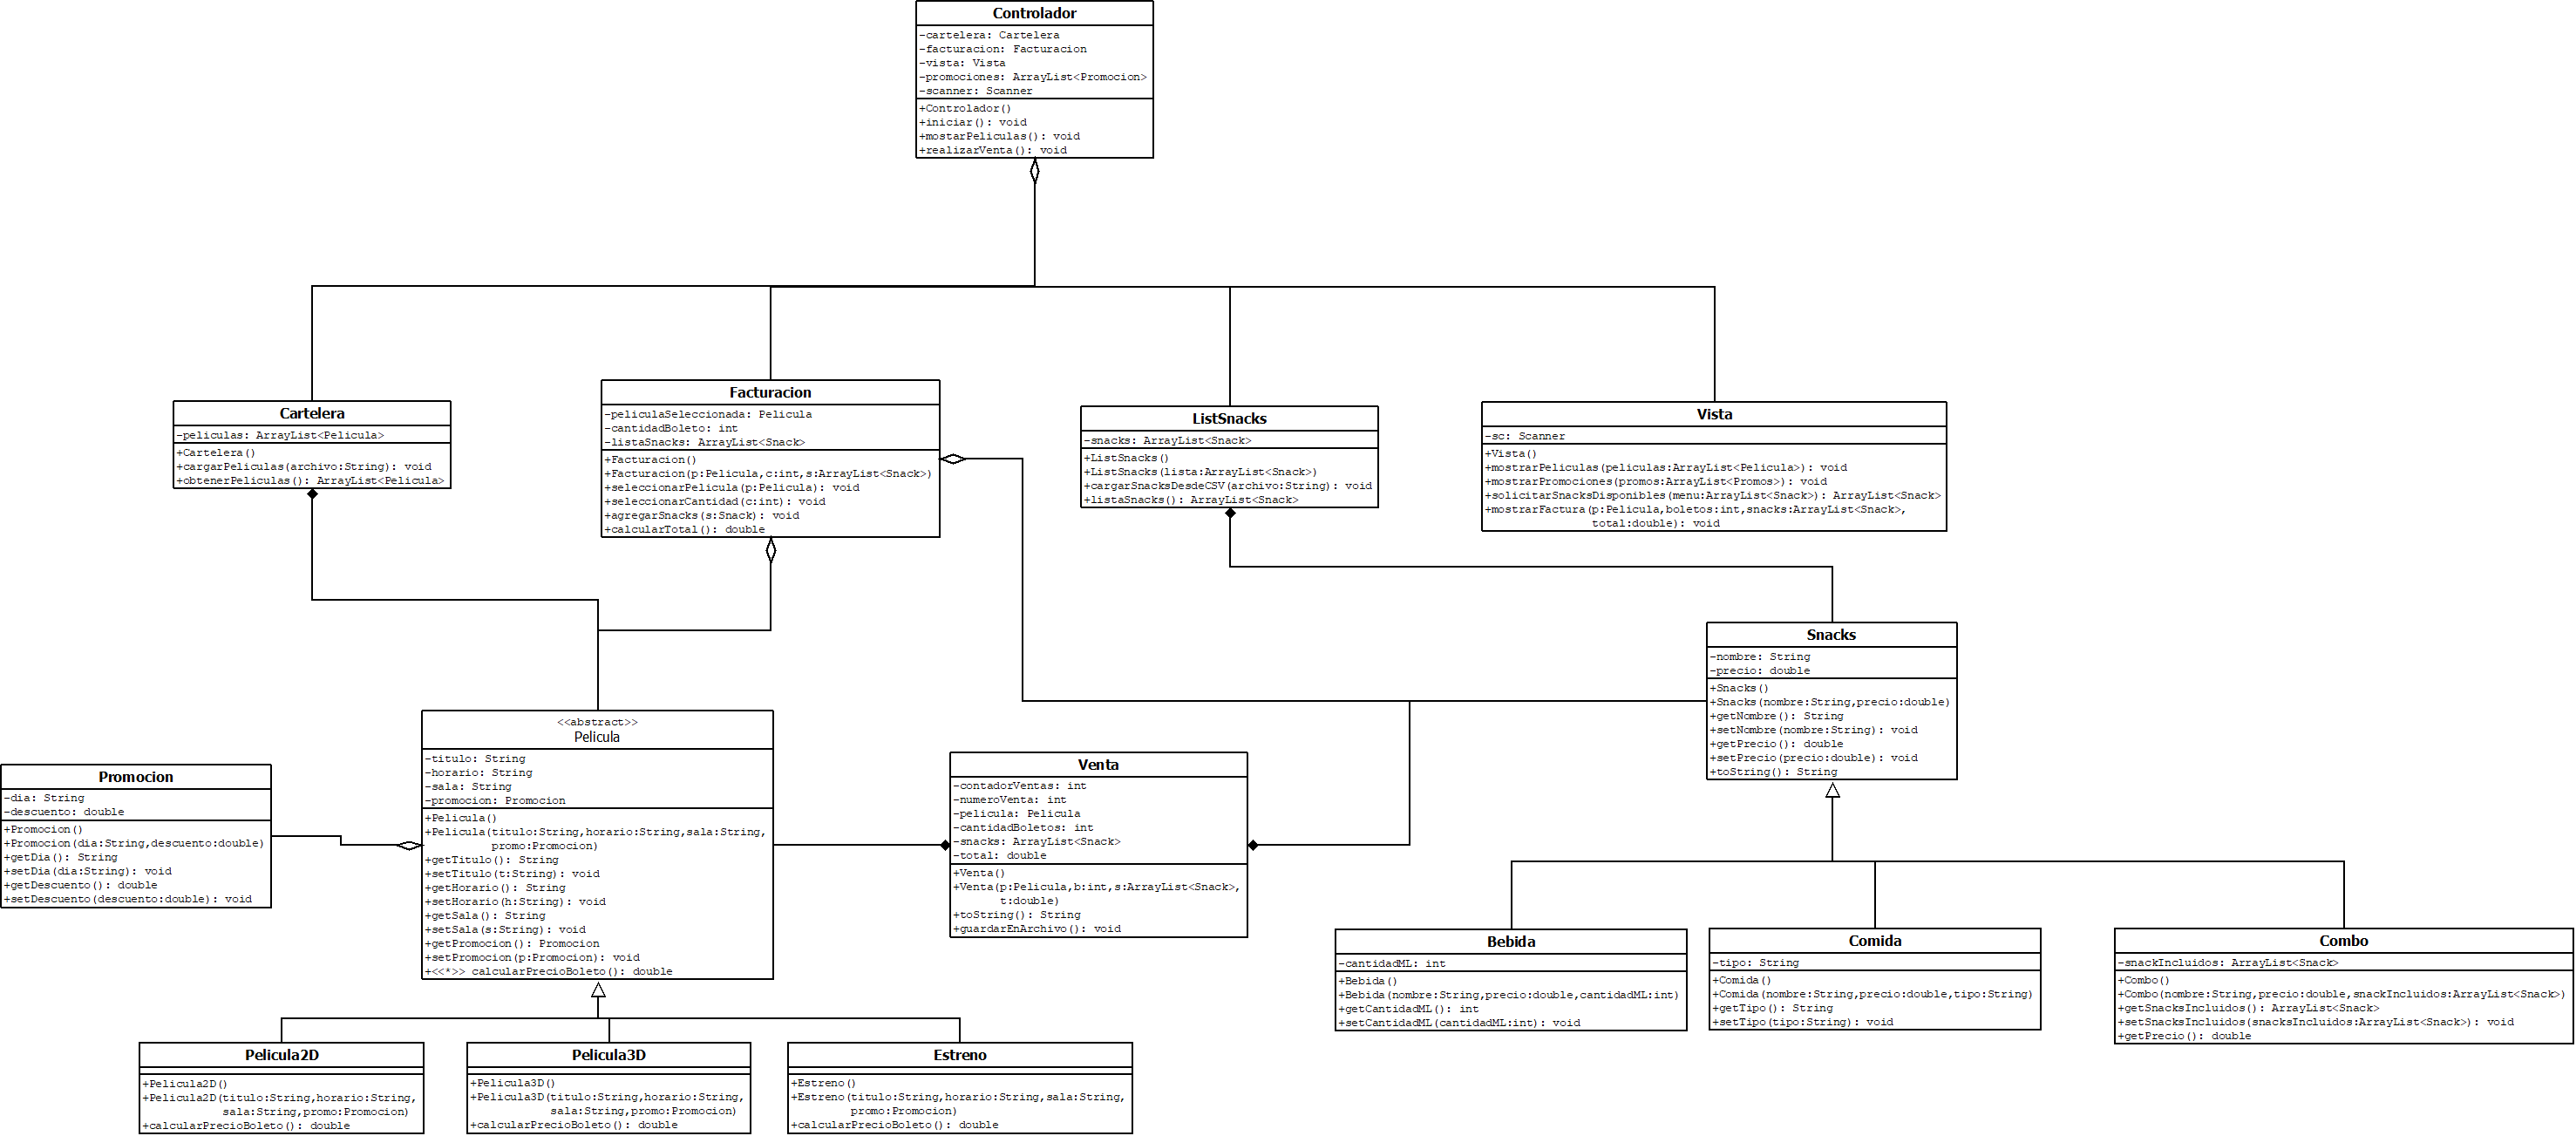 Controlador
-cartelera: Cartelera
-facturacion: Facturacion
-vista: Vista
-promociones: ArrayList<Promocion>
-scanner: Scanner
+Controlador()
+iniciar(): void
+mostarPeliculas(): void
+realizarVenta(): void
Cartelera
-peliculas: ArrayList<Pelicula>
+Cartelera()
+cargarPeliculas(archivo:String): void
+obtenerPeliculas(): ArrayList<Pelicula>
Facturacion
-peliculaSeleccionada: Pelicula
-cantidadBoleto: int
-listaSnacks: ArrayList<Snack>
+Facturacion()
+Facturacion(p:Pelicula,c:int,s:ArrayList<Snack>)
+seleccionarPelicula(p:Pelicula): void
+seleccionarCantidad(c:int): void
+agregarSnacks(s:Snack): void
+calcularTotal(): double
ListSnacks
-snacks: ArrayList<Snack>
+ListSnacks()
+ListSnacks(lista:ArrayList<Snack>)
+cargarSnacksDesdeCSV(archivo:String): void
+listaSnacks(): ArrayList<Snack>
Vista
-sc: Scanner
+Vista()
+mostrarPeliculas(peliculas:ArrayList<Pelicula>): void
+mostrarPromociones(promos:ArrayList<Promos>): void
+solicitarSnacksDisponibles(menu:ArrayList<Snack>): ArrayList<Snack>
+mostrarFactura(p:Pelicula,boletos:int,snacks:ArrayList<Snack>,
total:double): void
Snacks
-nombre: String
-precio: double
+Snacks()
+Snacks(nombre:String,precio:double)
+getNombre(): String
+setNombre(nombre:String): void
+getPrecio(): double
+setPrecio(precio:double): void
+toString(): String
Promocion
-dia: String
-descuento: double
+Promocion()
+Promocion(dia:String,descuento:double)
+getDia(): String
+setDia(dia:String): void
+getDescuento(): double
+setDescuento(descuento:double): void
<<abstract>>
Pelicula
-titulo: String
-horario: String
-sala: String
-promocion: Promocion
+Pelicula()
+Pelicula(titulo:String,horario:String,sala:String,
promo:Promocion)
+getTitulo(): String
+setTitulo(t:String): void
+getHorario(): String
+setHorario(h:String): void
+getSala(): String
+setSala(s:String): void
+getPromocion(): Promocion
+setPromocion(p:Promocion): void
+<<*>> calcularPrecioBoleto(): double
Venta
-contadorVentas: int
-numeroVenta: int
-pelicula: Pelicula
-cantidadBoletos: int
-snacks: ArrayList<Snack>
-total: double
+Venta()
+Venta(p:Pelicula,b:int,s:ArrayList<Snack>,
t:double)
+toString(): String
+guardarEnArchivo(): void
Bebida
-cantidadML: int
+Bebida()
+Bebida(nombre:String,precio:double,cantidadML:int)
+getCantidadML(): int
+setCantidadML(cantidadML:int): void
Comida
-tipo: String
+Comida()
+Comida(nombre:String,precio:double,tipo:String)
+getTipo(): String
+setTipo(tipo:String): void
Combo
-snackIncluidos: ArrayList<Snack>
+Combo()
+Combo(nombre:String,precio:double,snackIncluidos:ArrayList<Snack>)
+getSnacksIncluidos(): ArrayList<Snack>
+setSnacksIncluidos(snacksIncluidos:ArrayList<Snack>): void
+getPrecio(): double
Pelicula2D
+Pelicula2D()
+Pelicula2D(titulo:String,horario:String,
sala:String,promo:Promocion)
+calcularPrecioBoleto(): double
Pelicula3D
+Pelicula3D()
+Pelicula3D(titulo:String,horario:String,
sala:String,promo:Promocion)
+calcularPrecioBoleto(): double
Estreno
+Estreno()
+Estreno(titulo:String,horario:String,sala:String,
promo:Promocion)
+calcularPrecioBoleto(): double